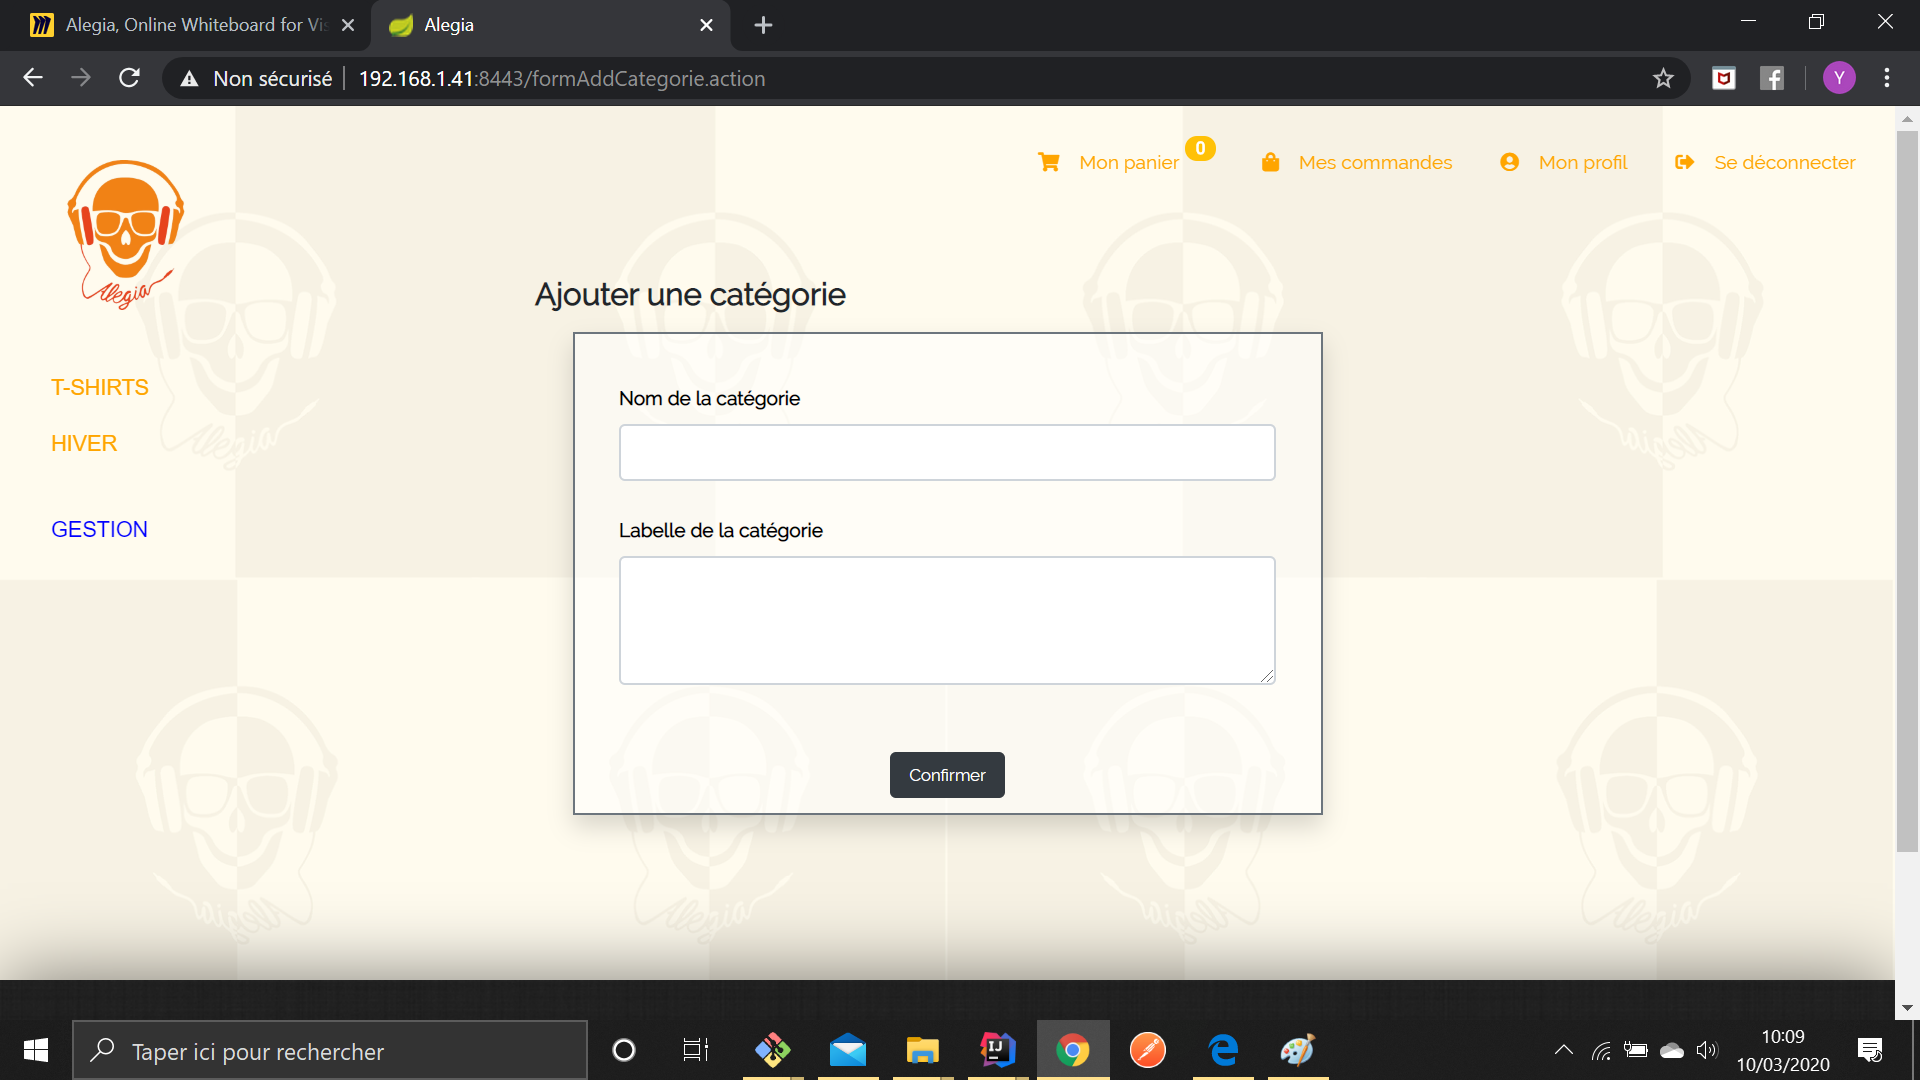 Alegia, Online Whiteboard for Vis
Alegia
Non sécurisé 192.168.1.41:8443/formAddCategorie.action
Y
Mon panier 0 Mes commandes Mon profil Se déconnecter
Alegia
Ajouter une catégorie
T-SHIRTS
HIVER
GESTION
Nom de la catégorie
Labelle de la catégorie
Confirmer
Taper ici pour rechercher
IJ
10:09
10/03/2020